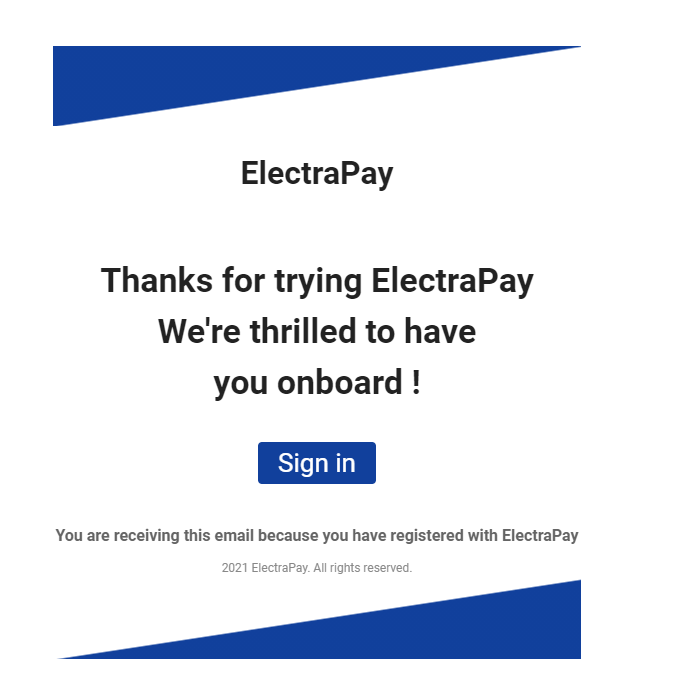 ElectraPay
Thanks for trying ElectraPay
We're thrilled to have
you onboard !
Sign in
You are receiving this email because you have registered with ElectraPay
2021 ElectraPay. All rights reserved.